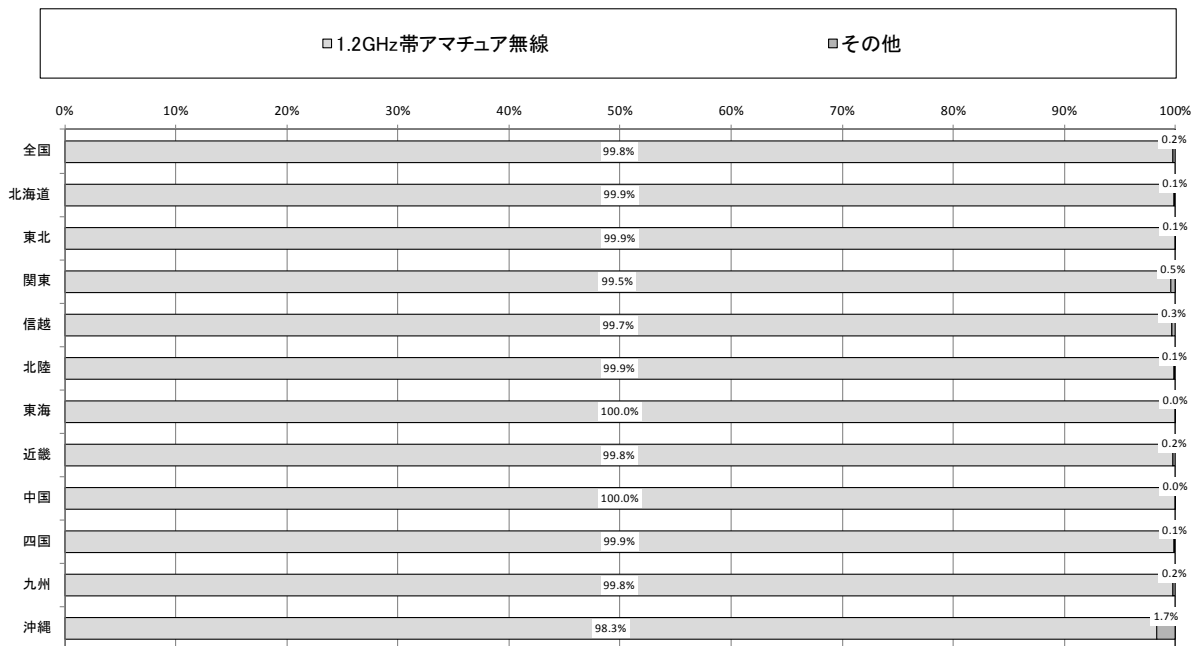 1.2GHz帯アマチュア無線 その他
0% 10% 20% 30% 40% 50% 60% 70% 80% 90% 100%
全国 99.8% 0.2%
北海道 99.9% 0.1%
東北 99.9% 0.1%
関東 99.5% 0.5%
信越 99.7% 0.3%
北陸 99.9% 0.1%
東海 100.0% 0.0%
近畿 99.8% 0.2%
中国 100.0% 0.0%
四国 99.9% 0.1%
九州 99.8% 0.2%
沖縄 98.3% 1.7%